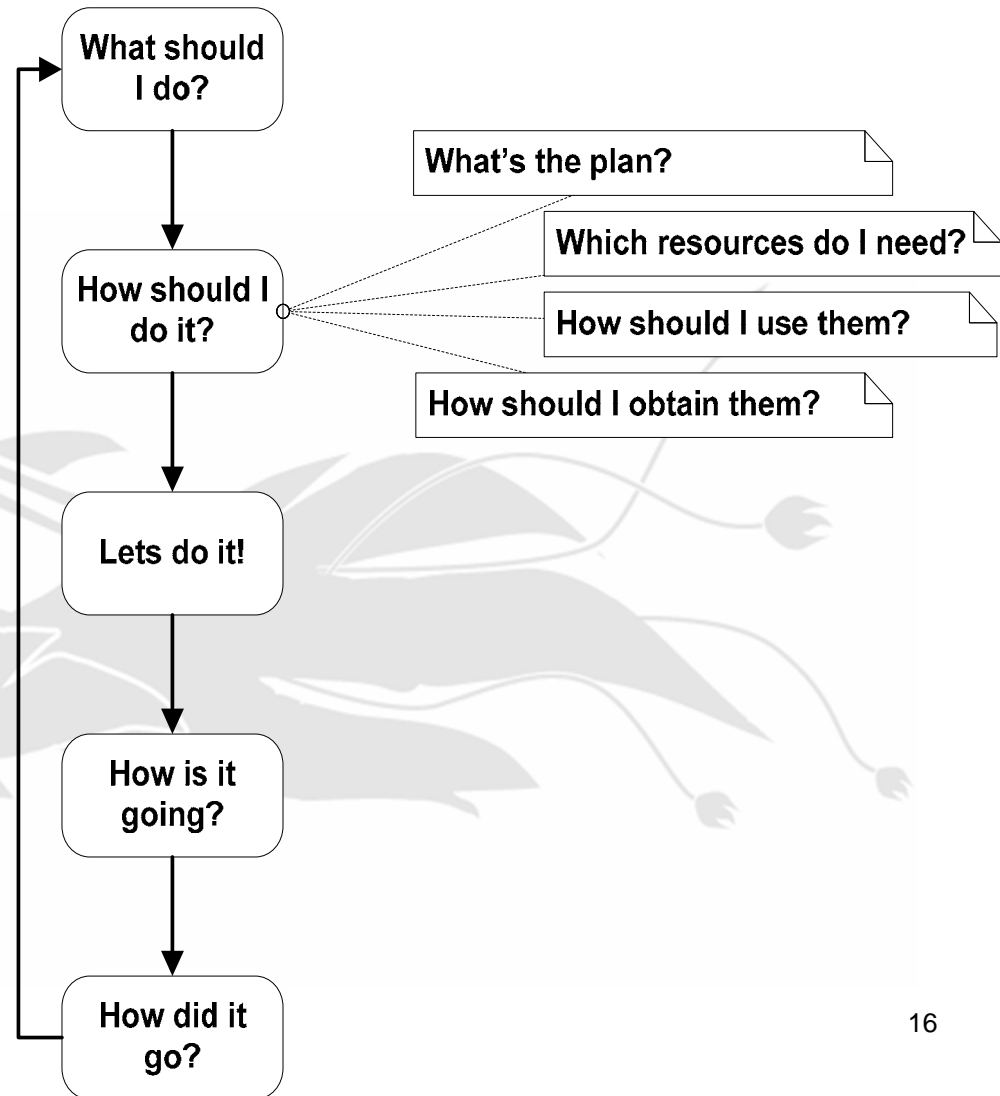 What should
I do?
What's the plan?
Which resources do I need?
How should I
do it?
How should I use them?
How should I obtain them?
Lets do it!
How is it
going?
How did it
go?
16